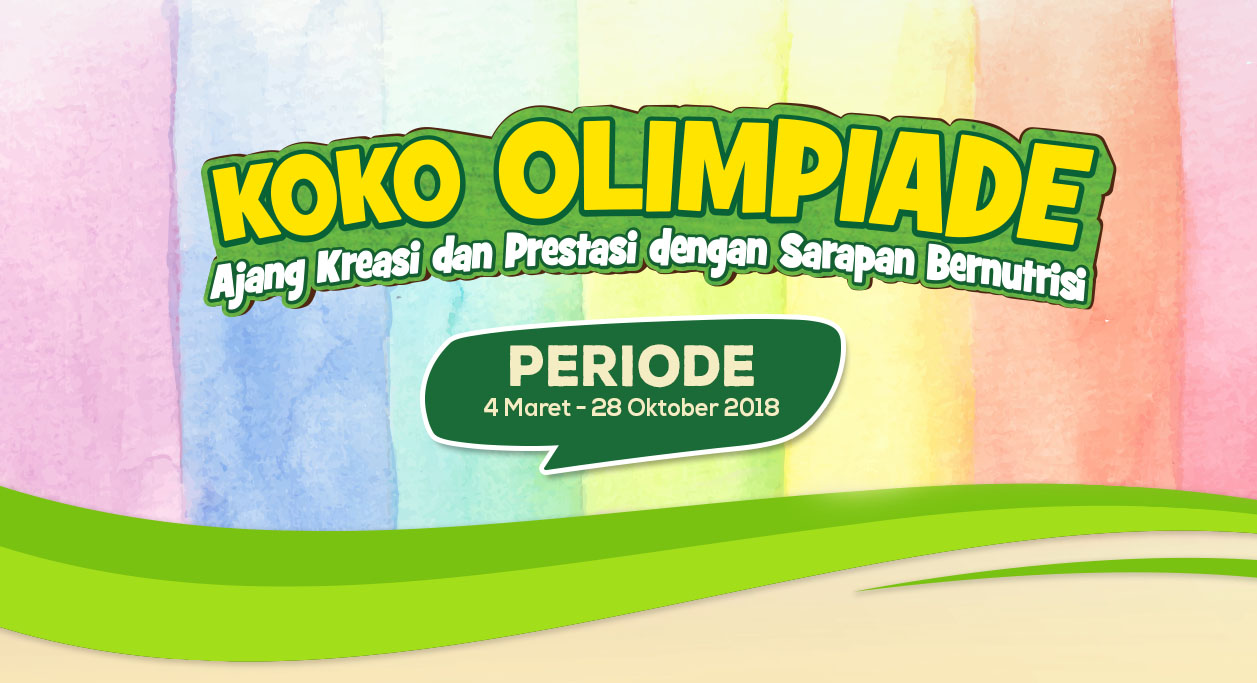 KOKO OLIMPIADE
Ajang Kreasi dan Prestasi dengan Sarapan Bernutrisi
PERIODE
4 Maret - 28 Oktober 2018